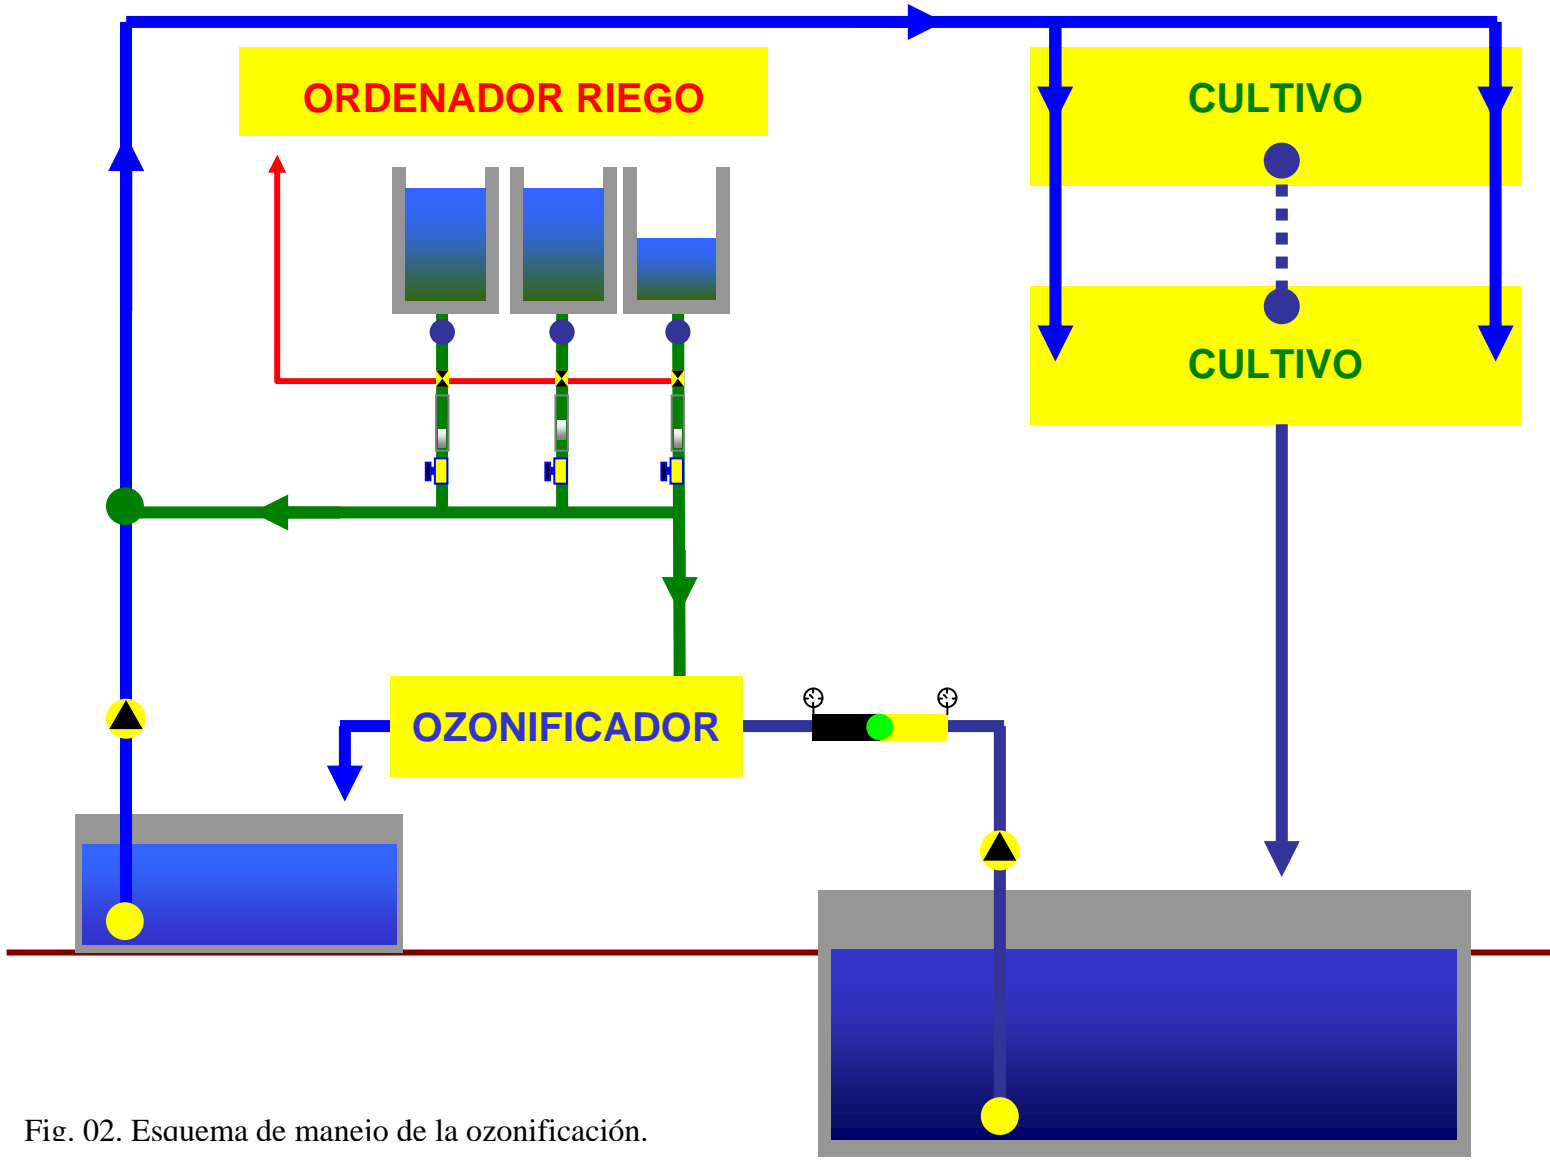 ORDENADOR RIEGO
CULTIVO
CULTIVO
OZONIFICADOR
Fig. 02. Esquema de manejo de la ozonificación.